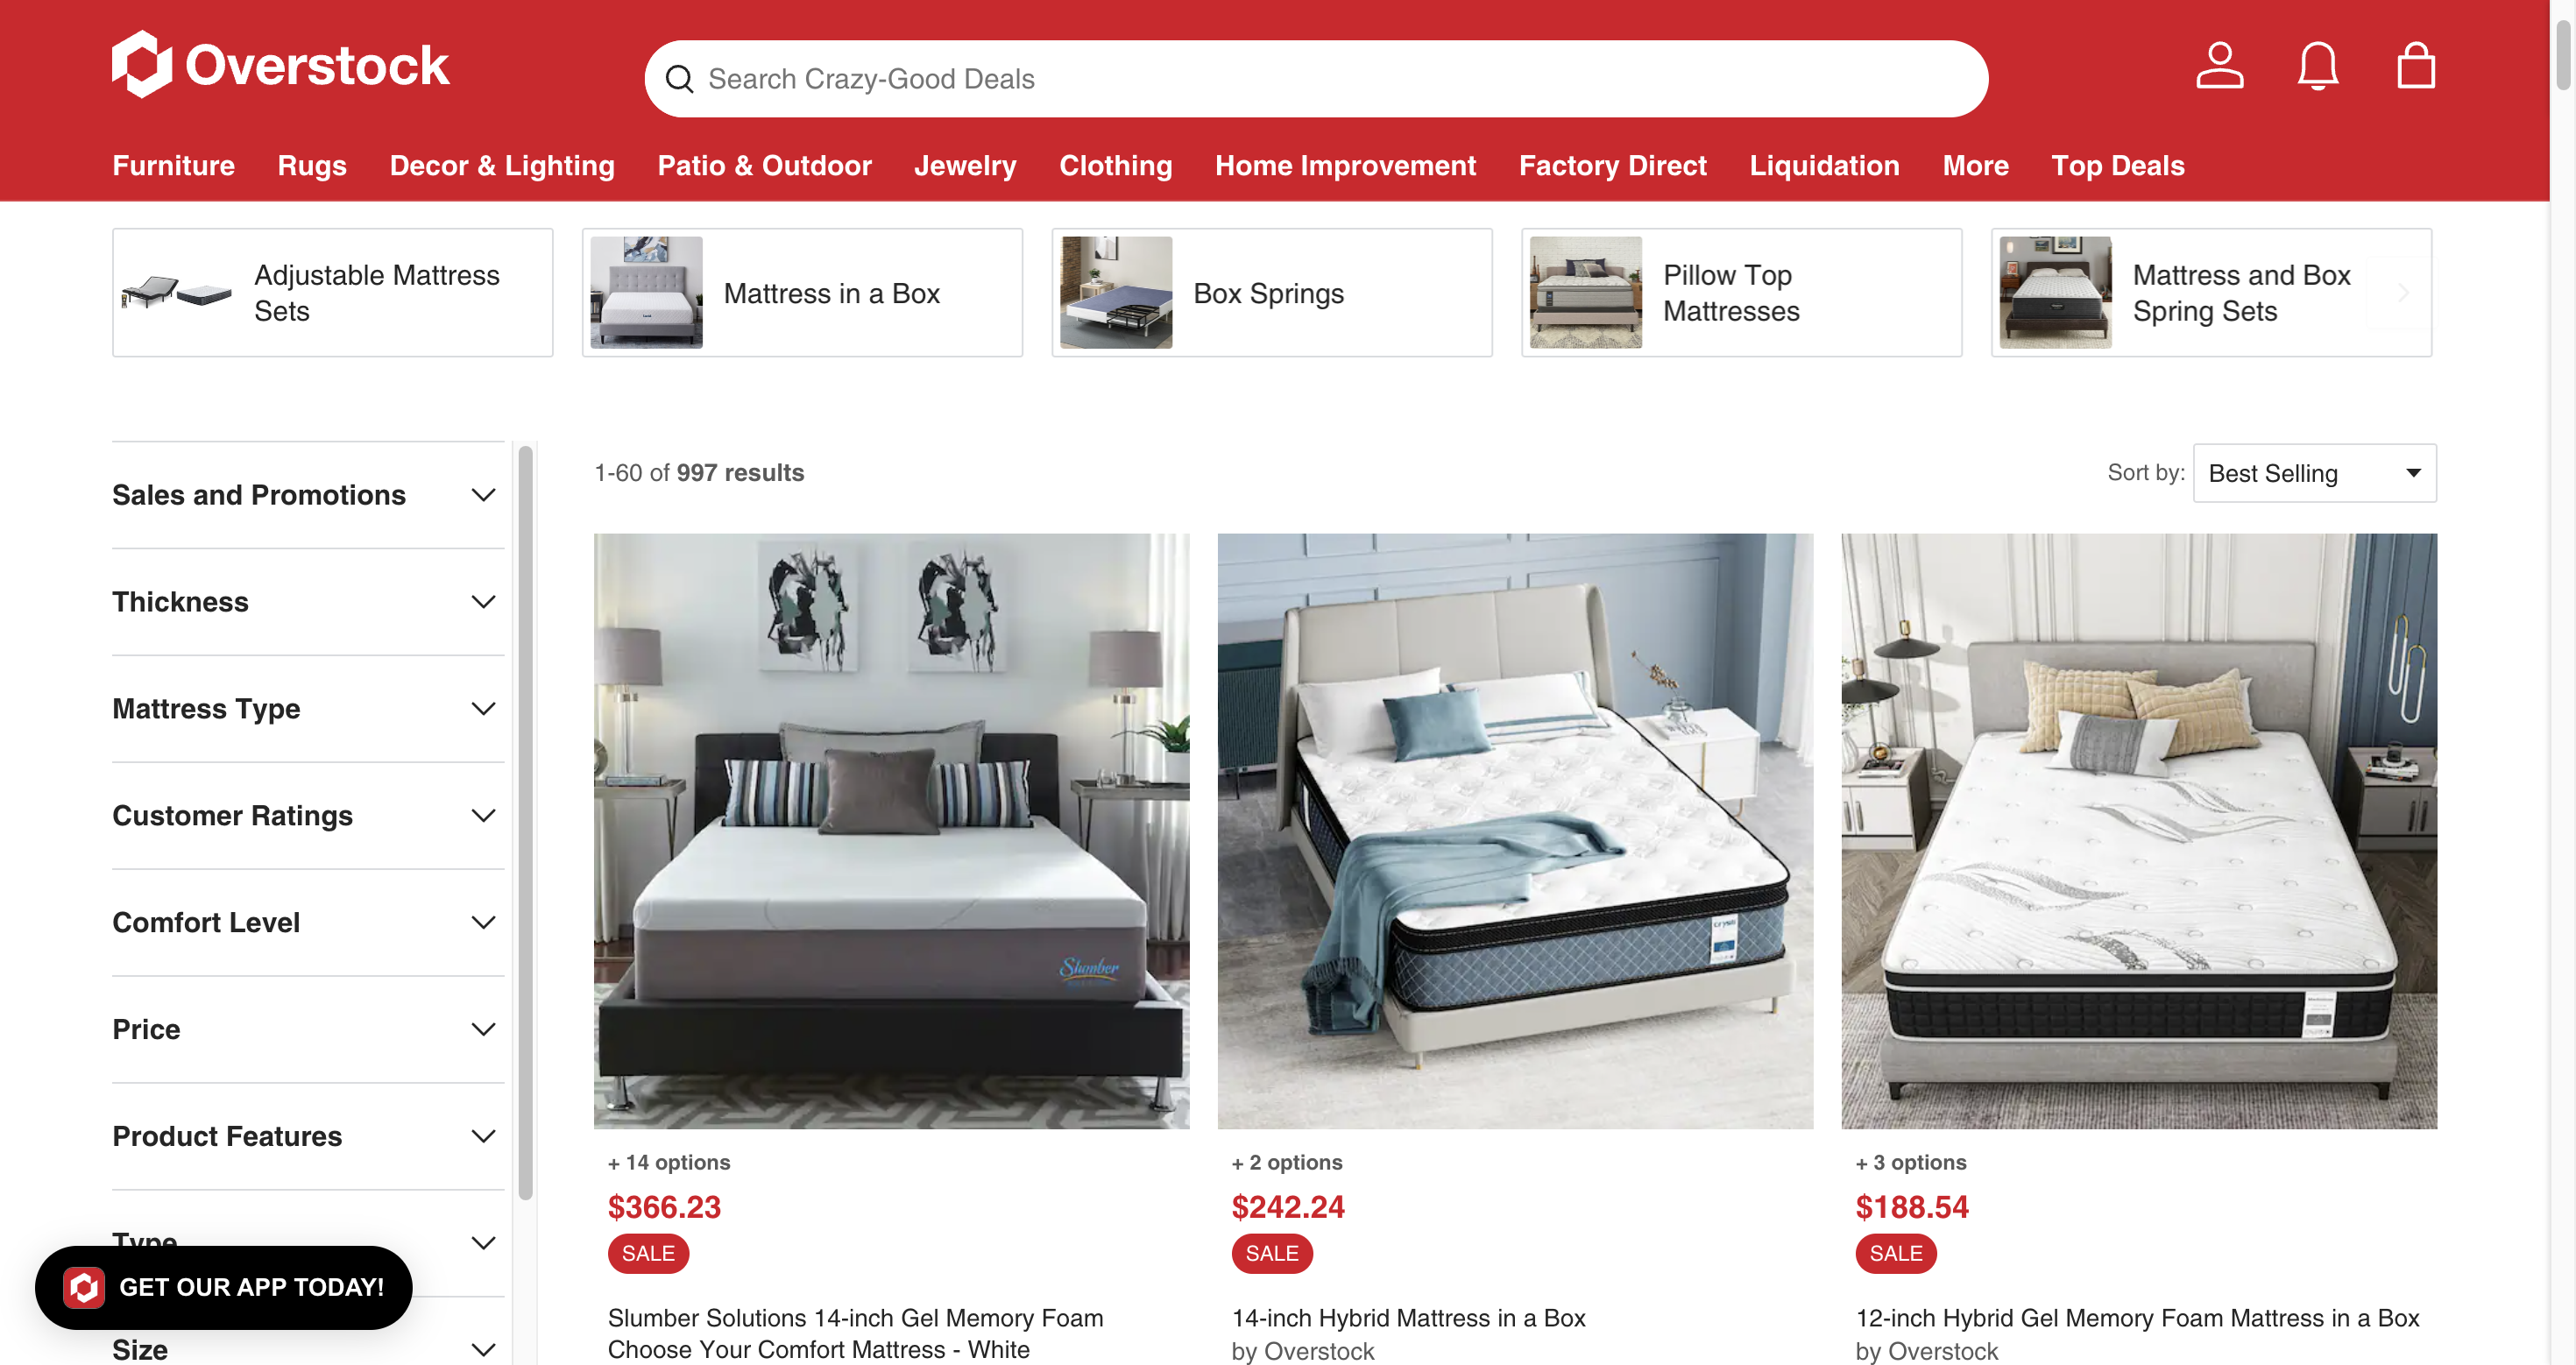 Overstock
Search Crazy-Good Deals
Furniture
Rugs
Decor & Lighting
Patio & Outdoor
Jewelry
Clothing
Home Improvement
Factory Direct
Liquidation
More
Top Deals
Adjustable Mattress
Sets
Mattress in a Box
Box Springs
Pillow Top
Mattresses
Mattress and Box
Spring Sets
1-60 of 997 results
Sort by:
Best Selling
Sales and Promotions
Thickness
Mattress Type
Customer Ratings
Comfort Level
Price
Product Features
Type
Size
GET OUR APP TODAY!
Slumber
+ 14 options
$366.23
SALE
Slumber Solutions 14-inch Gel Memory Foam
Choose Your Comfort Mattress - White
+ 2 options
$242.24
SALE
14-inch Hybrid Mattress in a Box
by Overstock
+ 3 options
$188.54
SALE
12-inch Hybrid Gel Memory Foam Mattress in a Box
by Overstock